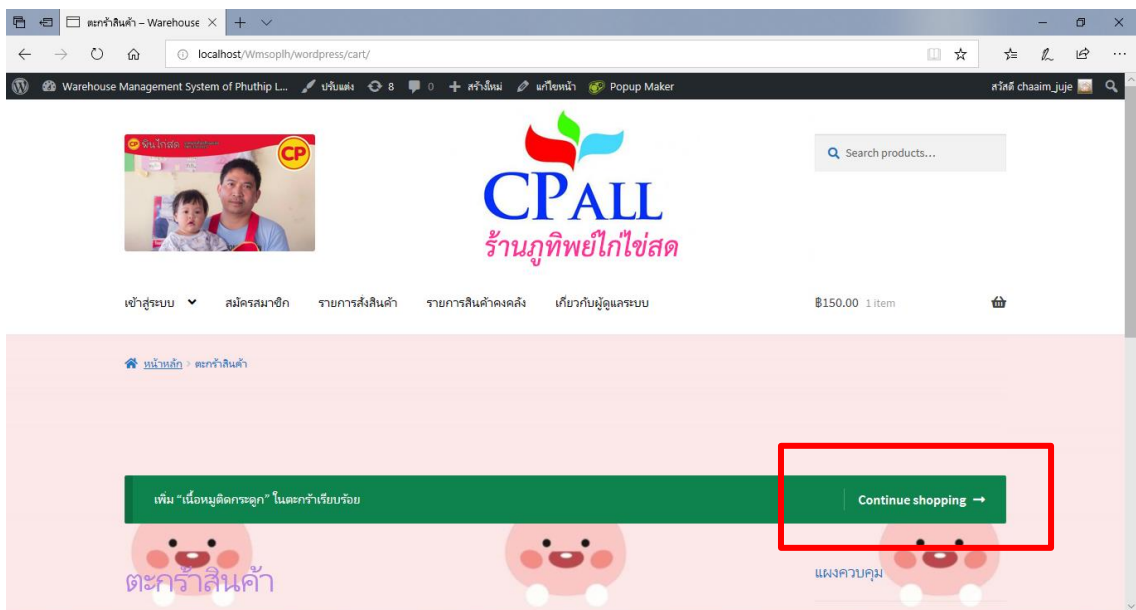 ตะกร้าสินค้า – Warehouse
localhost/Wmsoplh/wordpress/cart/
Warehouse Management System of Phuthip L... ปรับแต่ง 8 0 + สร้างใหม่ แก้ไขหน้า Popup Maker สวัสดี chaaim_juje
CP
CPALL
ร้านภูทิพย์ไก่ไข่สด
Search products...
เข้าสู่ระบบ สมัครสมาชิก รายการสั่งสินค้า รายการสินค้าคงคลัง เกี่ยวกับผู้ดูแลระบบ ฿150.00 1 item
หน้าหลัก › ตะกร้าสินค้า
เพิ่ม “เนื้อหมูติดกระดูก” ในตะกร้าเรียบร้อย Continue shopping →
ตะกร้าสินค้า
แผงควบคุม